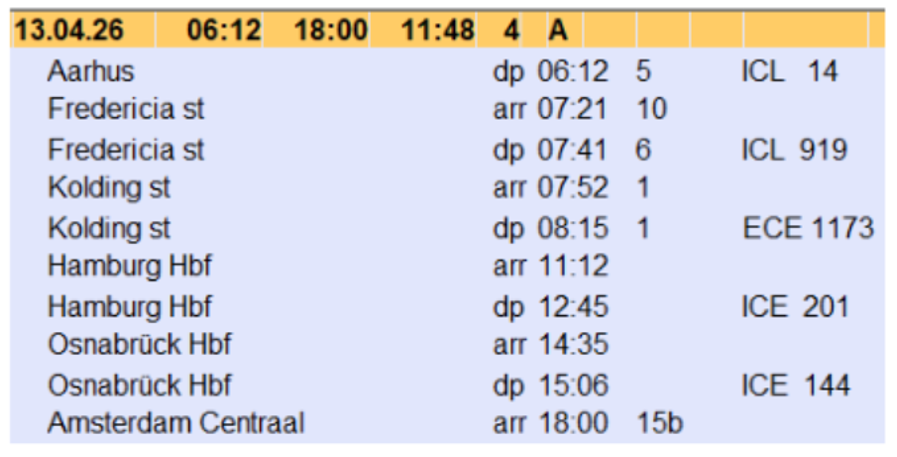 13.04.26 06:12 18:00 11:48 4 A
Aarhus dp 06:12 5 ICL 14
Fredericia st arr 07:21 10
Fredericia st dp 07:41 6 ICL 919
Kolding st arr 07:52 1
Kolding st dp 08:15 1 ECE 1173
Hamburg Hbf arr 11:12
Hamburg Hbf dp 12:45 ICE 201
Osnabrück Hbf arr 14:35
Osnabrück Hbf dp 15:06 ICE 144
Amsterdam Centraal arr 18:00 15b